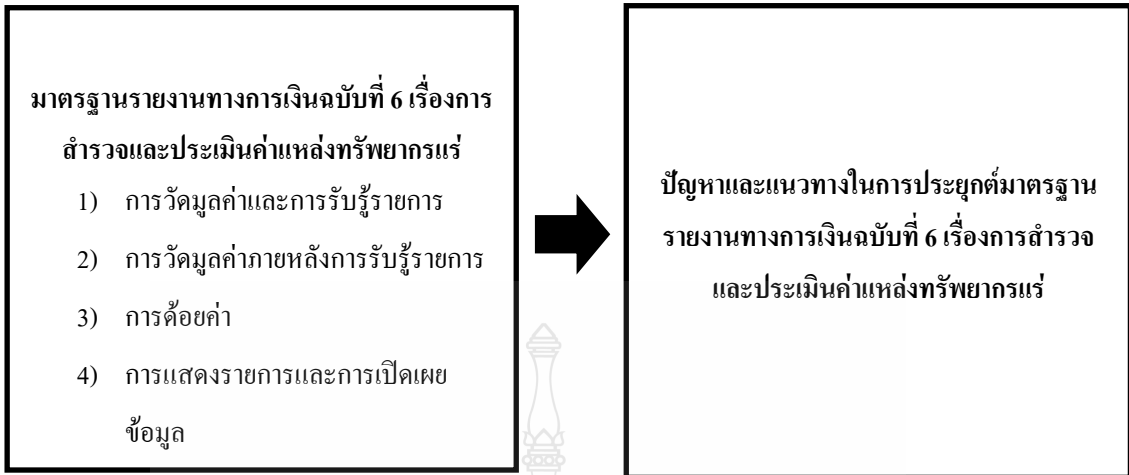 มาตรฐานรายงานทางการเงินฉบับที่ 6 เรื่องการ
สำรวจและประเมินค่าแหล่งทรัพยากรแร่
1) การวัดมูลค่าและการรับรู้รายการ
2) การวัดมูลค่าภายหลังการรับรู้รายการ
3) การด้อยค่า
4) การแสดงรายการและการเปิดเผย
ข้อมูล
ปัญหาและแนวทางในการประยุกต์มาตรฐาน
รายงานทางการเงินฉบับที่ 6 เรื่องการสำรวจ
และประเมินค่าแหล่งทรัพยากรแร่